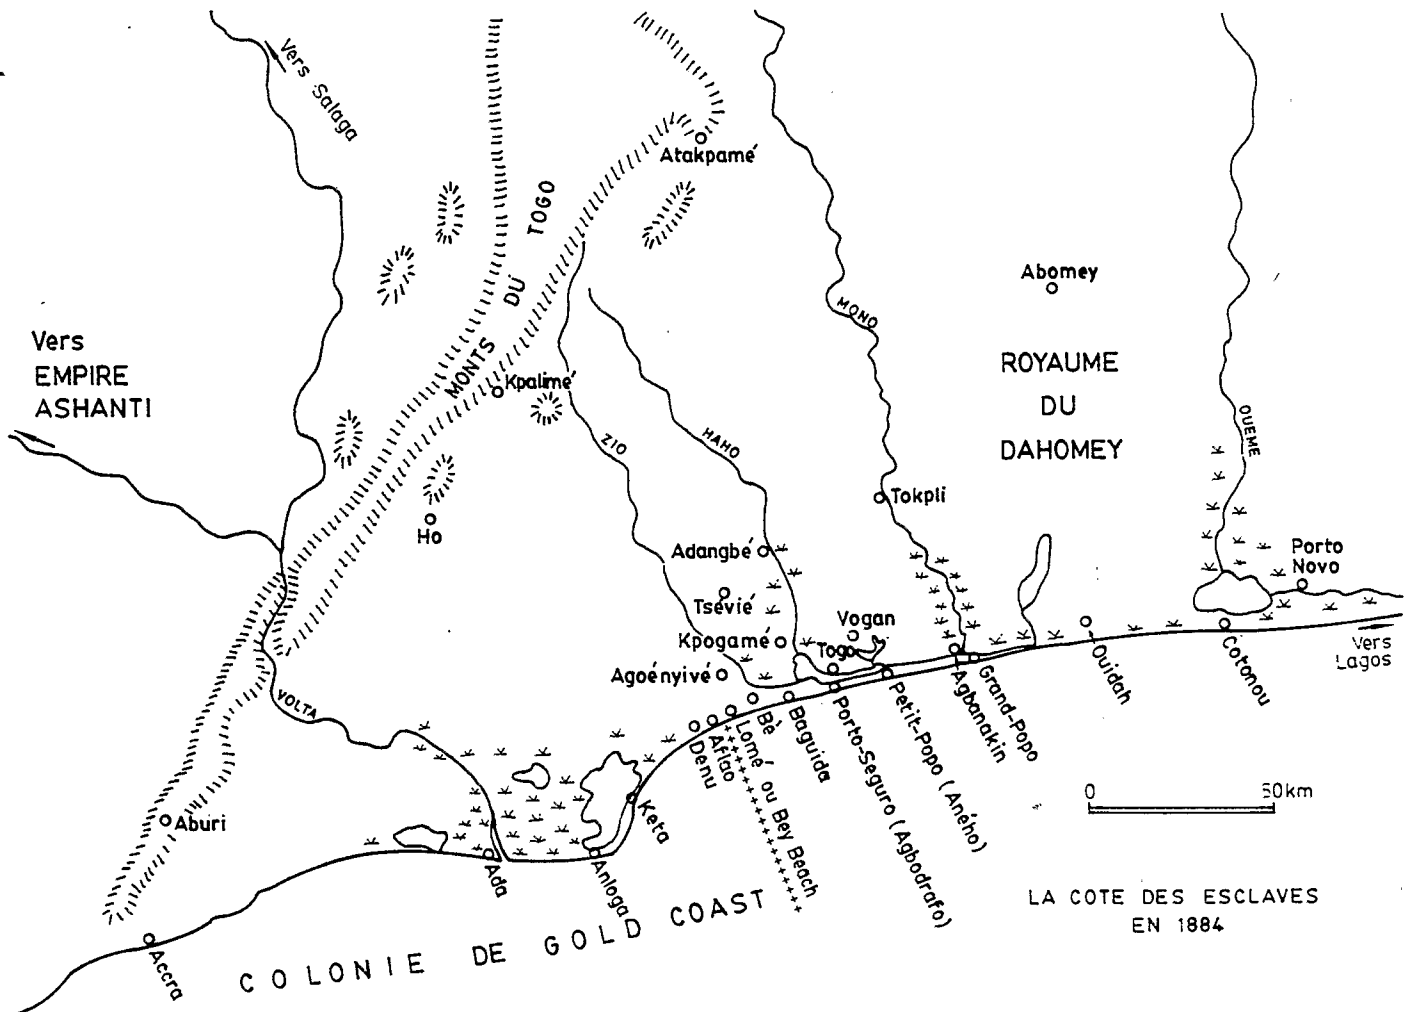 Vers Salaga
Atakpamé
MONTS DU TOGO
Abomey
MONO
Vers
EMPIRE
ASHANTI
ROYAUME
DU
DAHOMEY
Kpalimé
ZIO
HAHO
OUEME
Tokpli
Ho
Adangbé
Porto
Novo
Tsévié
Vogan
Kpogamé
Togo
Agoényivé
Vers
Lagos
VOLTA
Denu
Aflao
Lomé ou Bey Beach
Bé
Baguida
Porto-Seguro (Agbodrafo)
Petit-Popo (Aného)
Agbanakin
Grand-Popo
Ouidah
Cotonou
Keta
Aburi
Ada
Anloga
Accra
0 50km
COLONIE DE GOLD COAST
LA COTE DES ESCLAVES
EN 1884